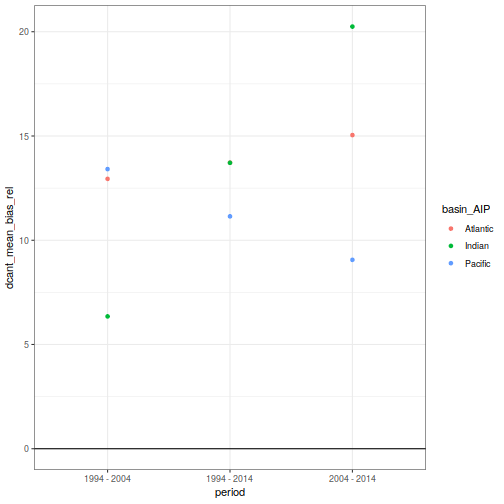 20
15
10
5
0
dcant_mean_bias_rel
1994 - 2004
1994 - 2014
2004 - 2014
period
basin_AIP
Atlantic
Indian
Pacific